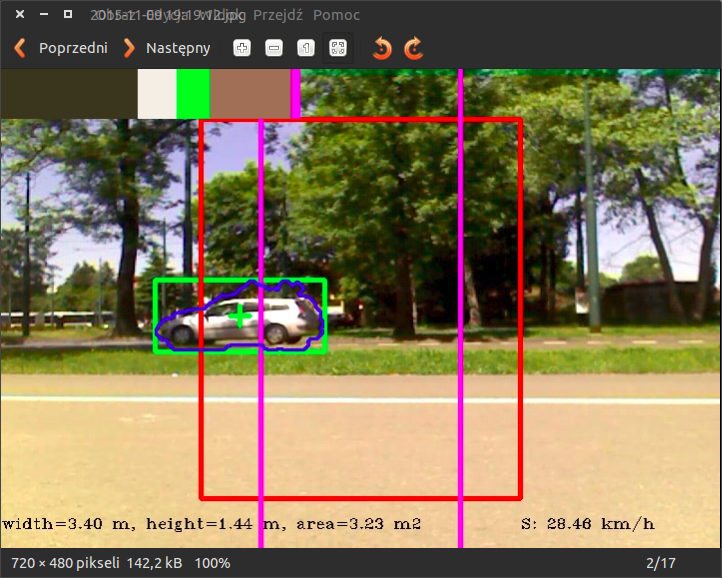 Przejdź Pomoc
Poprzedni Następny
width=3.40 m, height=1.44 m, area=3.23 m2 S: 28.46 km/h
720 × 480 pikseli 142,2 kB 100% 2/17